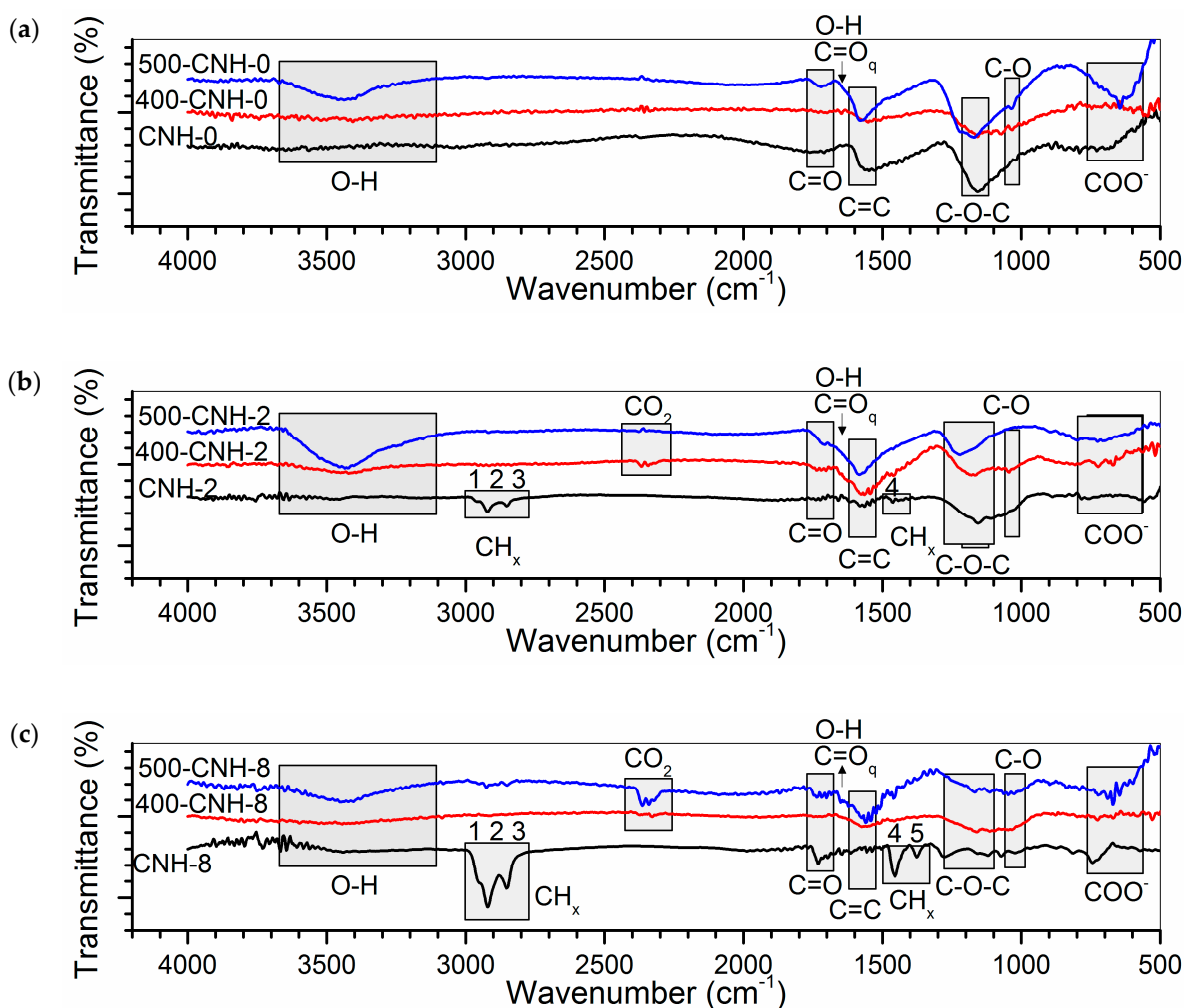 (a)
Transmittance (%)
500-CNH-0
400-CNH-0
CNH-0
O-H
O-H
C=O_q
C=O
C=C
C-O-C
C-O
COO⁻
4000 3500 3000 2500 2000 1500 1000 500
Wavenumber (cm⁻¹)
(b)
Transmittance (%)
500-CNH-2
400-CNH-2
CNH-2
O-H
1 2 3
CHₓ
CO₂
O-H
C=O_q
C=O
C=C
4
CHₓ
C-O-C
C-O
COO⁻
4000 3500 3000 2500 2000 1500 1000 500
Wavenumber (cm⁻¹)
(c)
Transmittance (%)
500-CNH-8
400-CNH-8
CNH-8
O-H
1 2 3
CHₓ
CO₂
O-H
C=O_q
C=O
C=C
4 5
CHₓ
C-O-C
C-O
COO⁻
4000 3500 3000 2500 2000 1500 1000 500
Wavenumber (cm⁻¹)